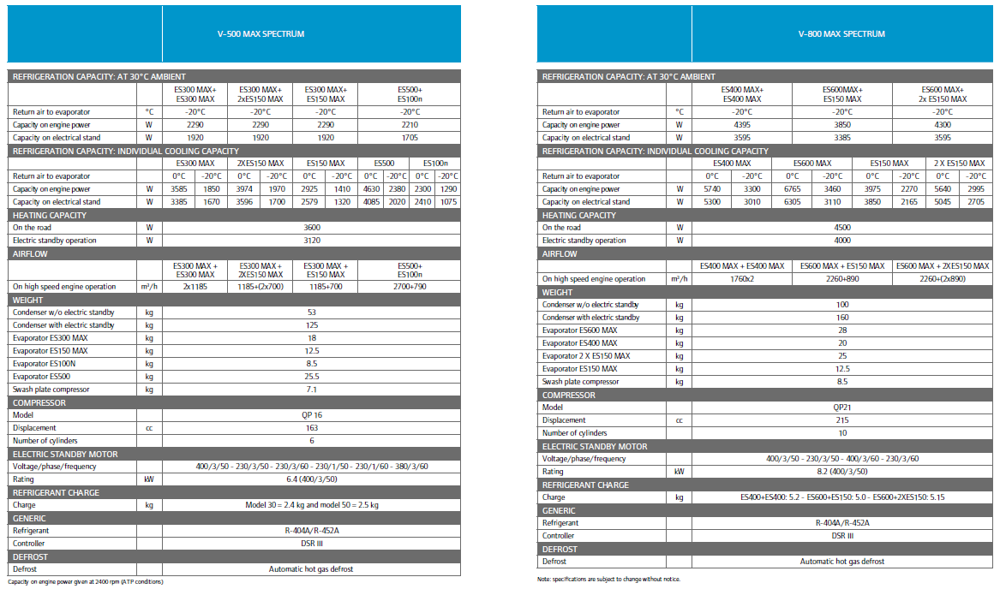 V-500 MAX SPECTRUM
REFRIGERATION CAPACITY: AT 30°C AMBIENT
ES300 MAX+ ES300 MAX+ ES300 MAX+ ES500+
ES300 MAX 2xES150 MAX ES150 MAX ES100n
Return air to evaporator °C -20°C -20°C -20°C -20°C
Capacity on engine power W 2290 2290 2290 2210
Capacity on electrical stand W 1920 1920 1920 1705
REFRIGERATION CAPACITY: INDIVIDUAL COOLING CAPACITY
ES300 MAX 2XES150 MAX ES150 MAX ES500 ES100n
Return air to evaporator 0°C -20°C 0°C -20°C 0°C -20°C 0°C -20°C 0°C -20°C
Capacity on engine power W 3585 1850 3974 1970 2925 1410 4630 2380 2300 1290
Capacity on electrical stand W 3385 1670 3596 1700 2579 1320 4085 2020 2410 1075
HEATING CAPACITY
On the road W 3600
Electric standby operation W 3120
AIRFLOW
ES300 MAX + ES300 MAX + ES300 MAX + ES500+
ES300 MAX 2XES150 MAX ES150 MAX ES100n
On high speed engine operation m³/h 2x1185 1185+(2x700) 1185+700 2700+790
WEIGHT
Condenser w/o electric standby kg 53
Condenser with electric standby kg 125
Evaporator ES300 MAX kg 18
Evaporator ES150 MAX kg 12.5
Evaporator ES100N kg 8.5
Evaporator ES500 kg 25.5
Swash plate compressor kg 7.1
COMPRESSOR
Model QP 16
Displacement cc 163
Number of cylinders 6
ELECTRIC STANDBY MOTOR
Voltage/phase/frequency 400/3/50 - 230/3/50 - 230/3/60 - 230/1/50 - 230/1/60 - 380/3/60
Rating kW 6.4 (400/3/50)
REFRIGERANT CHARGE
Charge kg Model 30 = 2.4 kg and model 50 = 2.5 kg
GENERIC
Refrigerant R-404A/R-452A
Controller DSR III
DEFROST
Defrost Automatic hot gas defrost
Capacity on engine power given at 2400 rpm (ATP conditions)
V-800 MAX SPECTRUM
REFRIGERATION CAPACITY: AT 30°C AMBIENT
ES400 MAX+ ES600MAX+ ES600 MAX+
ES400 MAX ES150 MAX 2x ES150 MAX
Return air to evaporator °C -20°C -20°C -20°C
Capacity on engine power W 4395 3850 4300
Capacity on electrical stand W 3595 3385 3595
REFRIGERATION CAPACITY: INDIVIDUAL COOLING CAPACITY
ES400 MAX ES600 MAX ES150 MAX 2 X ES150 MAX
Return air to evaporator 0°C -20°C 0°C -20°C 0°C -20°C 0°C -20°C
Capacity on engine power W 5740 3300 6765 3460 3975 2270 5640 2995
Capacity on electrical stand W 5300 3010 6305 3110 3850 2165 5045 2705
HEATING CAPACITY
On the road W 4500
Electric standby operation W 4000
AIRFLOW
ES400 MAX + ES400 MAX ES600 MAX + ES150 MAX ES600 MAX + 2XES150 MAX
On high speed engine operation m³/h 1760x2 2260+890 2260+(2x890)
WEIGHT
Condenser w/o electric standby kg 100
Condenser with electric standby kg 160
Evaporator ES600 MAX kg 28
Evaporator ES400 MAX kg 20
Evaporator 2 X ES150 MAX kg 25
Evaporator ES150 MAX kg 12.5
Swash plate compressor kg 8.5
COMPRESSOR
Model QP21
Displacement cc 215
Number of cylinders 10
ELECTRIC STANDBY MOTOR
Voltage/phase/frequency 400/3/50 - 230/3/50 - 400/3/60 - 230/3/60
Rating kW 8.2 (400/3/50)
REFRIGERANT CHARGE
Charge kg ES400+ES400: 5.2 - ES600+ES150: 5.0 - ES600+2XES150: 5.15
GENERIC
Refrigerant R-404A/R-452A
Controller DSR III
DEFROST
Defrost Automatic hot gas defrost
Note: specifications are subject to change without notice.